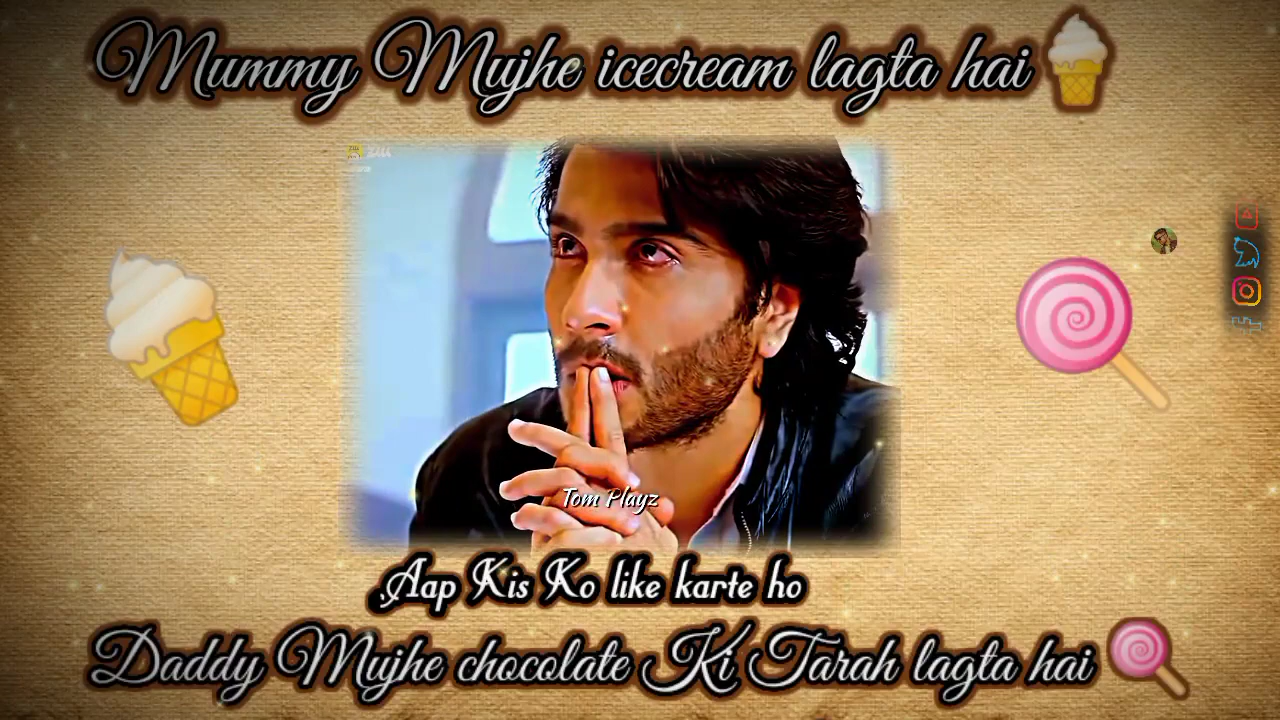 Mummy Mujhe icecream lagta hai
Tom Playz
Aap Kis Ko like karte ho
Daddy Mujhe chocolate Ki Tarah lagta hai